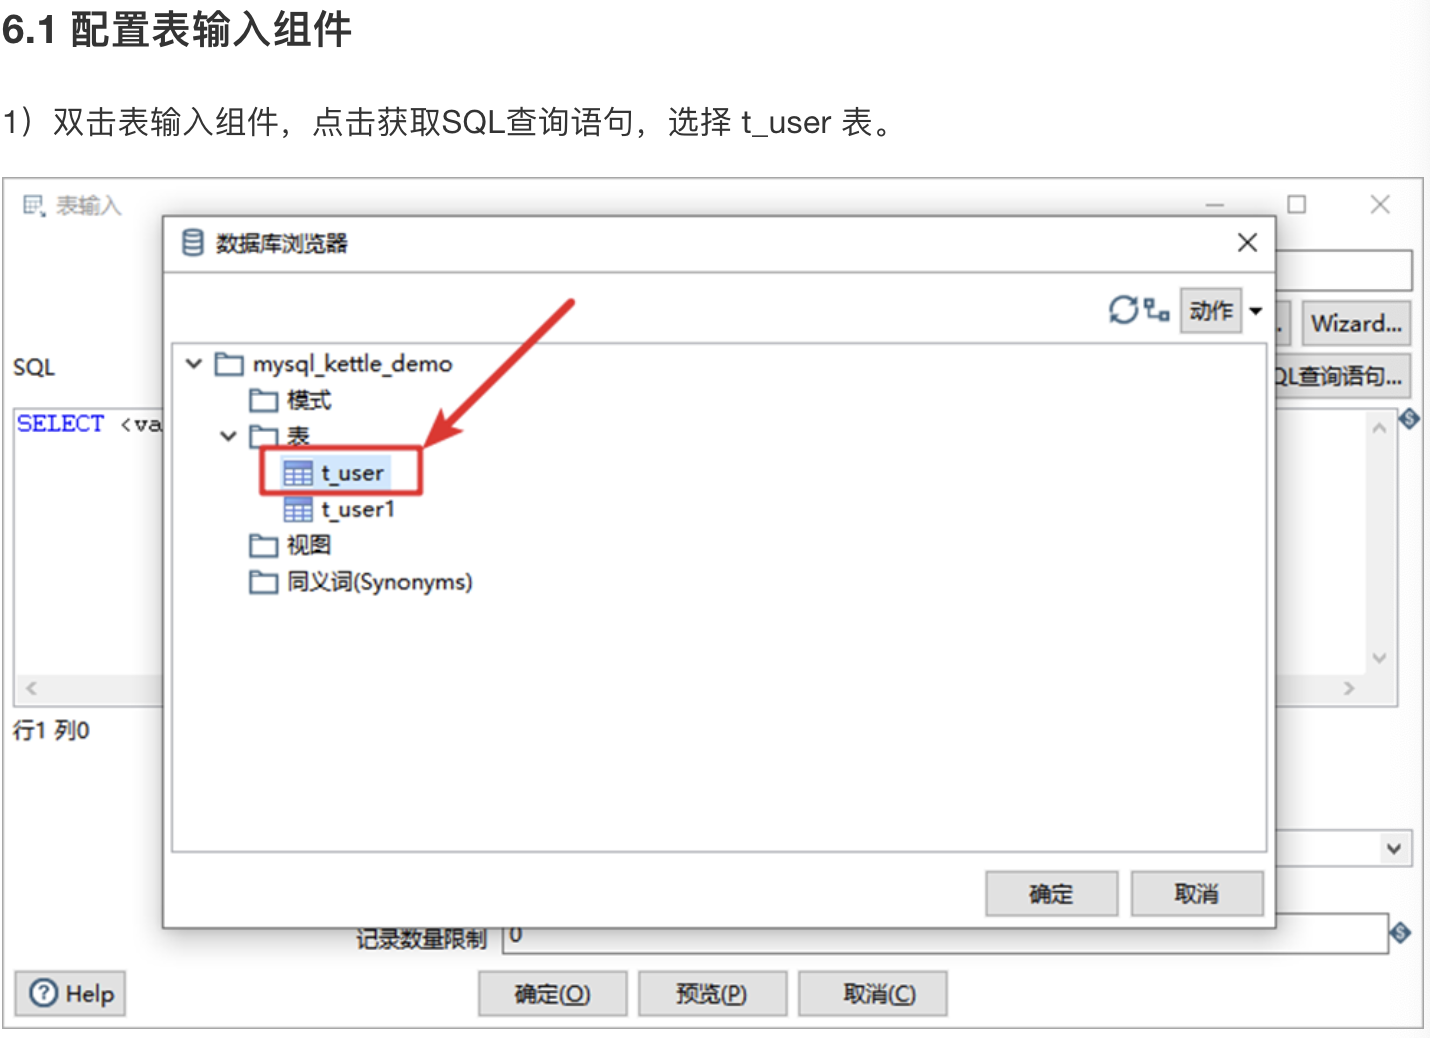 6.1 配置表输入组件
1）双击表输入组件，点击获取SQL查询语句，选择 t_user 表。
表输入
数据库浏览器
动作
Wizard...
mysql_kettle_demo
SQL
QL查询语句...
模式
SELECT <va
表
t_user
t_user1
视图
同义词(Synonyms)
行1 列0
确定 取消
记录数量限制 0
Help 确定(O) 预览(P) 取消(C)